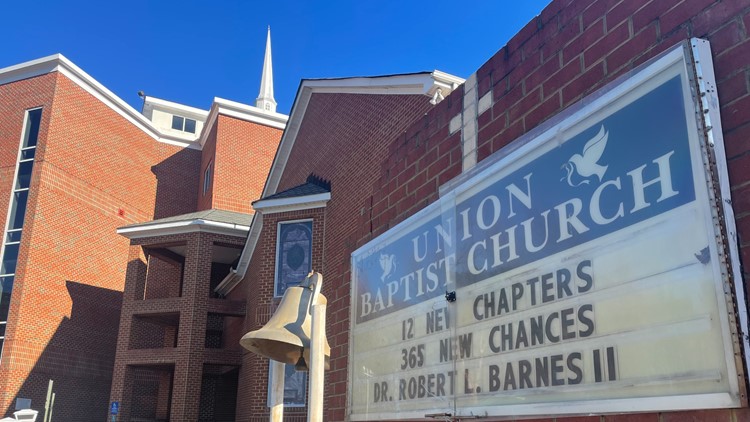 UNION
BAPTIST CHURCH
12 NEW CHAPTERS
365 NEW CHANCES
DR. ROBERT L. BARNES II